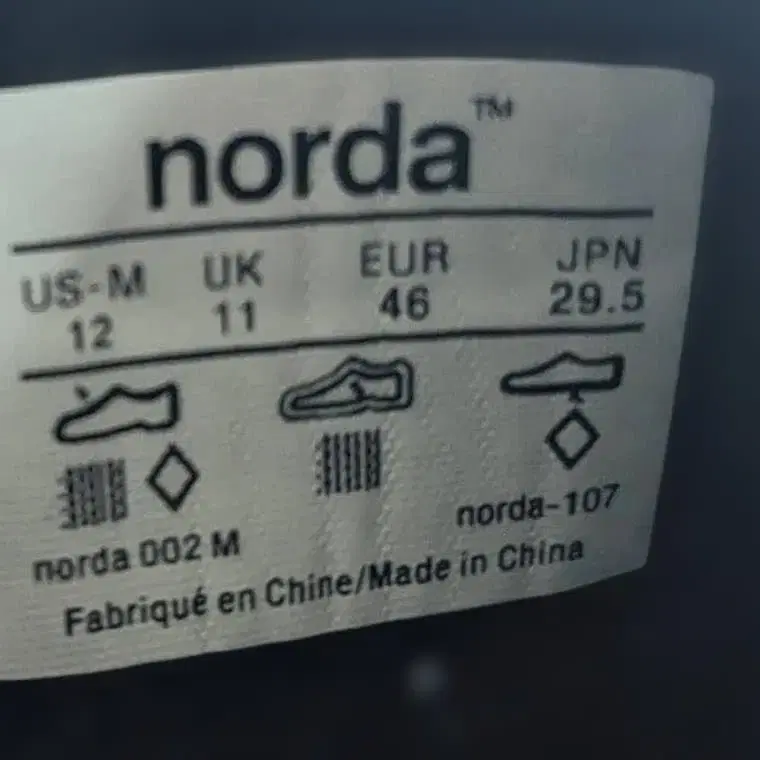 norda™
US-M UK EUR JPN
12 11 46 29.5
norda 002 M norda-107
Fabriqué en Chine/Made in China